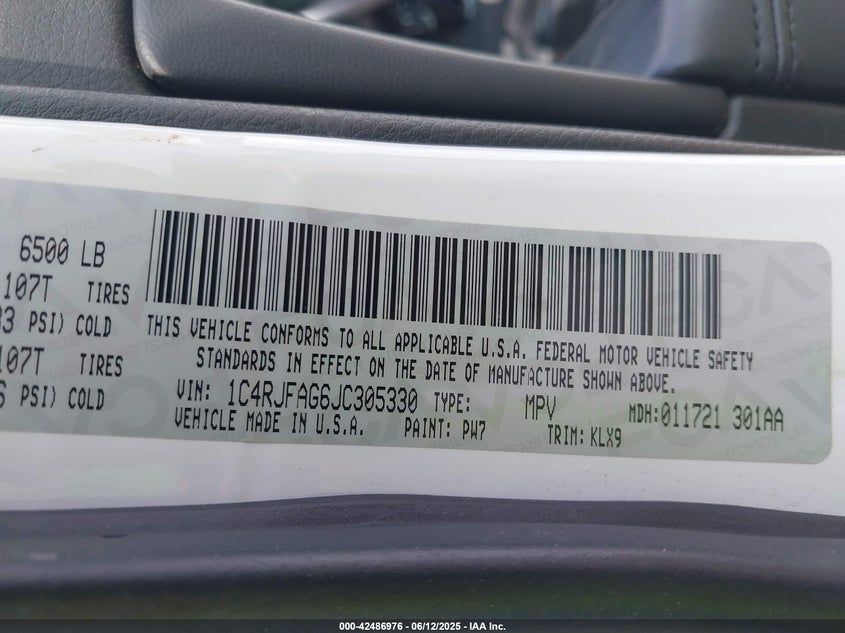 6500 LB
107T TIRES
33 PSI) COLD
107T TIRES
PSI) COLD
THIS VEHICLE CONFORMS TO ALL APPLICABLE U.S.A. FEDERAL MOTOR VEHICLE SAFETY
STANDARDS IN EFFECT ON THE DATE OF MANUFACTURE SHOWN ABOVE.
VIN: 1C4RJFAG6JC305330 TYPE: MPV MDH:011721 301AA
VEHICLE MADE IN U.S.A. PAINT: PW7 TRIM: KLX9
000-42486976 - 06/12/2025 - IAA Inc.